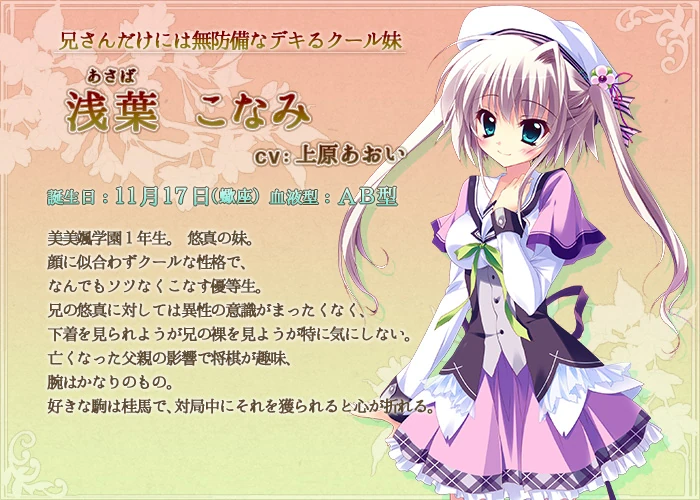 兄さんだけには無防備なデキるクール妹
あさば
浅葉 こなみ
cv:上原あおい
誕生日：11月17日(蠍座) 血液型：AB型
美美颯学園１年生。 悠真の妹。
顔に似合わずクールな性格で、
なんでもソツなくこなす優等生。
兄の悠真に対しては異性の意識がまったくなく、
下着を見られようが兄の裸を見ようが特に気にしない。
亡くなった父親の影響で将棋が趣味、
腕はかなりのもの。
好きな駒は桂馬で、対局中にそれを獲られると心が折れる。